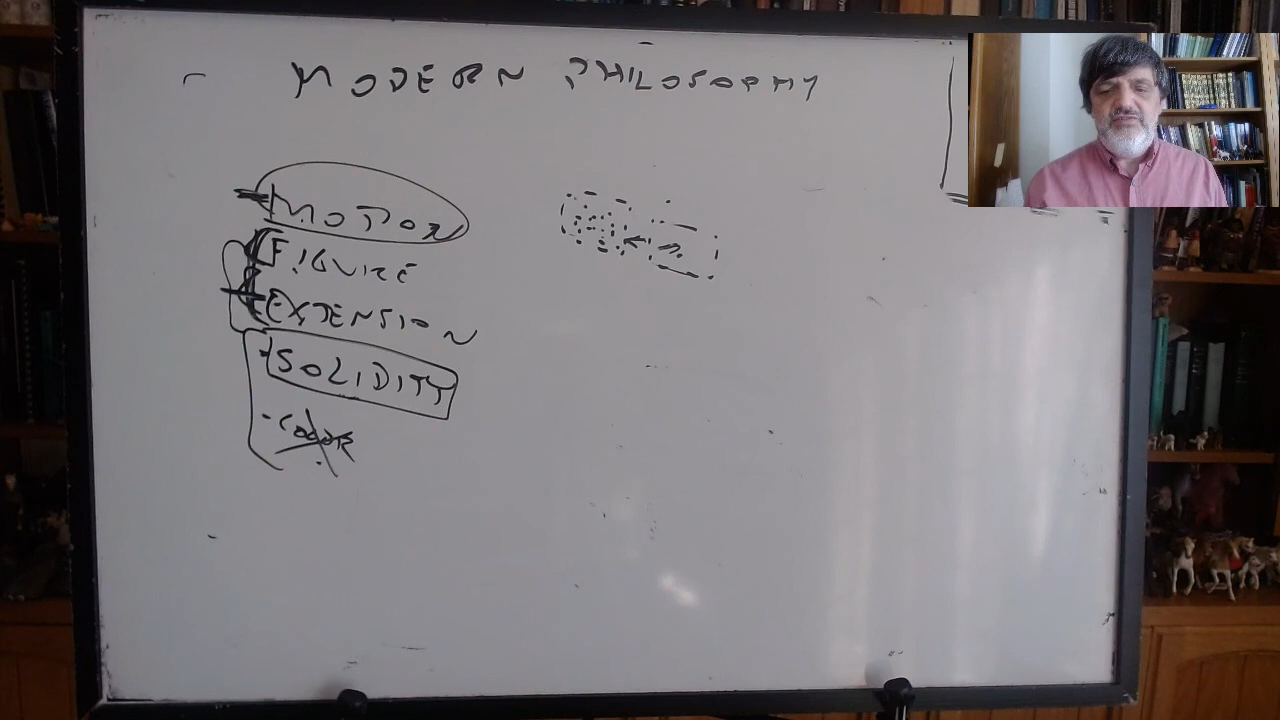 MODERN PHILOSOPHY
MOTION
FIGURE
EXTENSION
- SOLIDITY
- COLOR